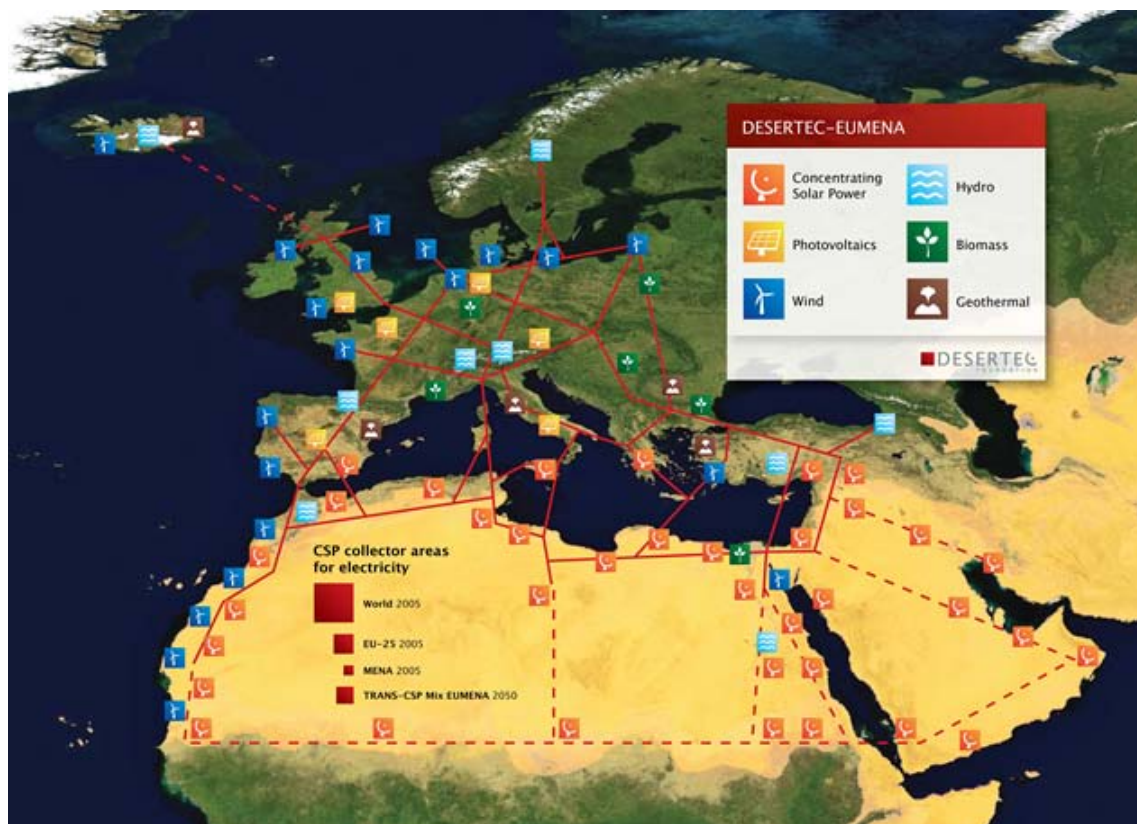 DESERTEC-EUMENA
Concentrating
Solar Power
Hydro
Photovoltaics
Biomass
Wind
Geothermal
DESERTEC
FOUNDATION
CSP collector areas
for electricity
World 2005
EU-25 2005
MENA 2005
TRANS-CSP Mix EUMENA 2050